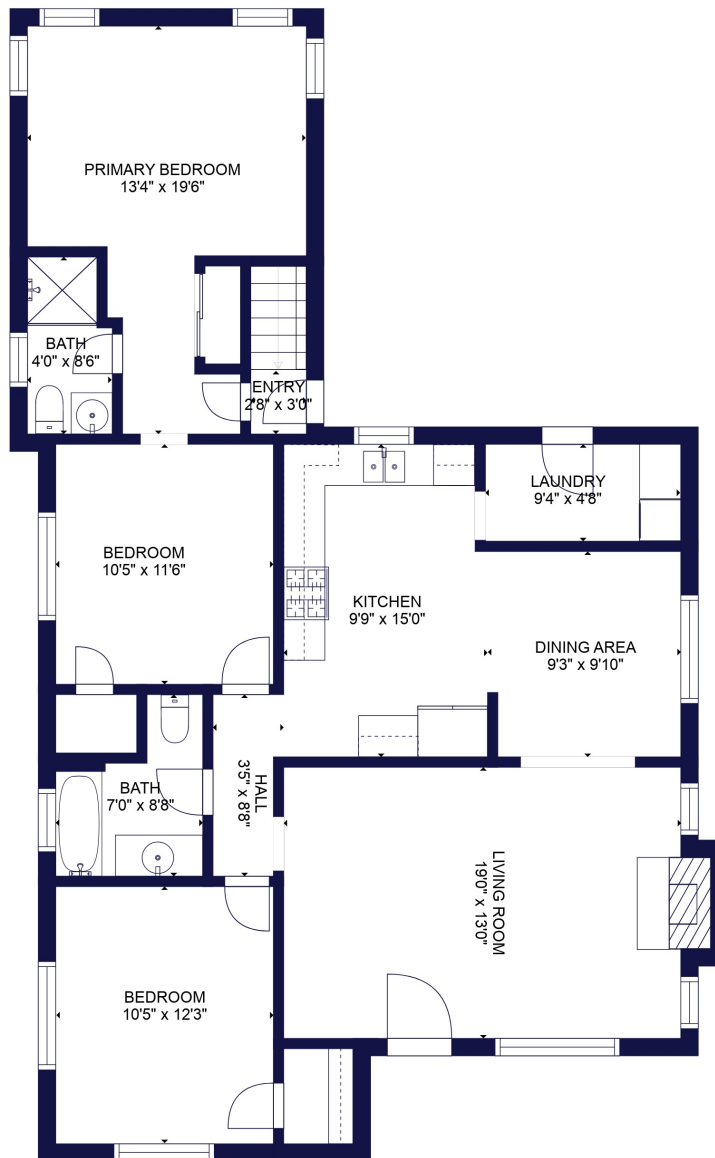 PRIMARY BEDROOM
13'4" x 19'6"
BATH
4'0" x 8'6"
ENTRY
2'8" x 3'0"
LAUNDRY
9'4" x 4'8"
BEDROOM
10'5" x 11'6"
KITCHEN
9'9" x 15'0"
DINING AREA
9'3" x 9'10"
BATH
7'0" x 8'8"
HALL
3'5" x 8'8"
LIVING ROOM
19'0" x 13'0"
BEDROOM
10'5" x 12'3"